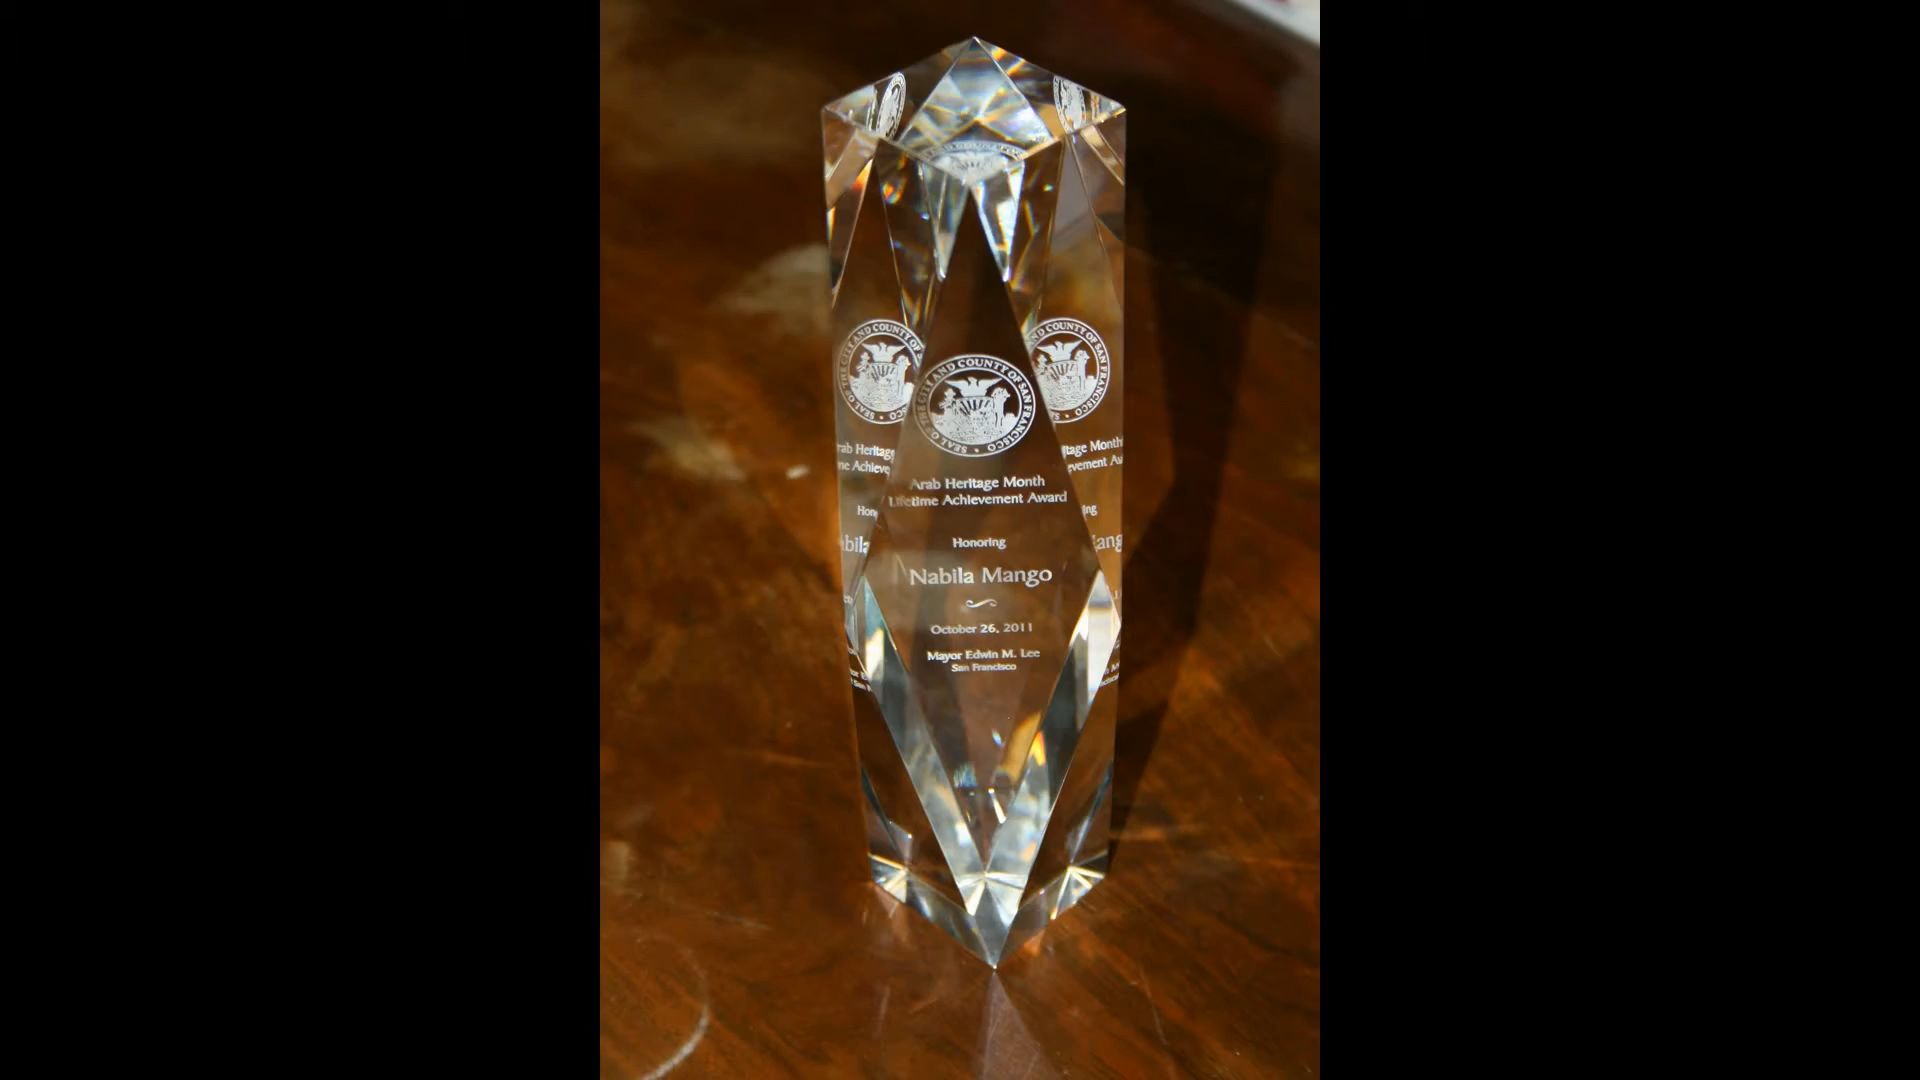 SEAL OF THE CITY AND COUNTY OF SAN FRANCISCO
Arab Heritage Month
Lifetime Achievement Award
Honoring
Nabila Mango
October 26, 2011
Mayor Edwin M. Lee
San Francisco